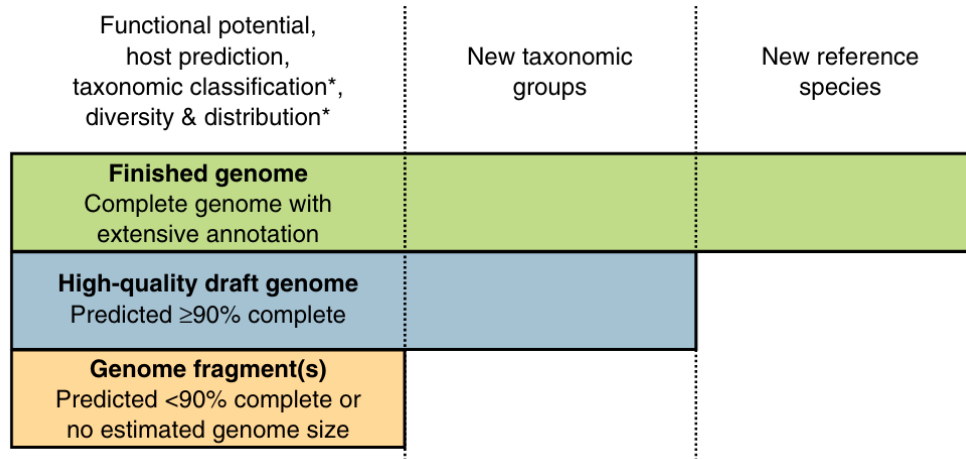 Functional potential,
host prediction,
taxonomic classification*,
diversity & distribution*
New taxonomic
groups
New reference
species
Finished genome
Complete genome with
extensive annotation
High-quality draft genome
Predicted ≥90% complete
Genome fragment(s)
Predicted <90% complete or
no estimated genome size